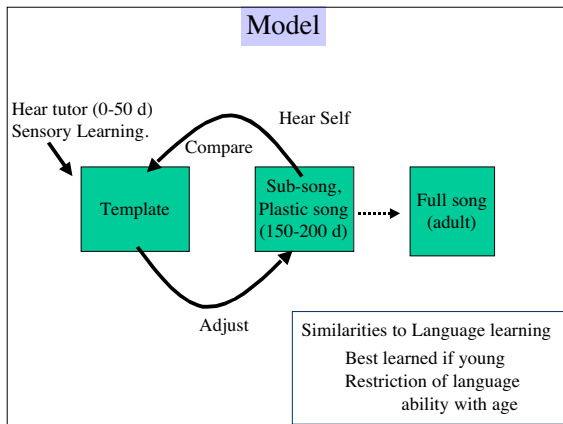 Model
Hear tutor (0-50 d)
Sensory Learning.
Hear Self
Compare
Template
Sub-song,
Plastic song
(150-200 d)
Full song
(adult)
Adjust
Similarities to Language learning
Best learned if young
Restriction of language
ability with age